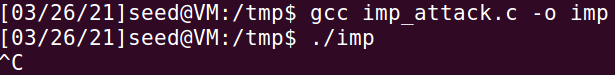 [03/26/21]seed@VM:/tmp$ gcc imp_attack.c -o imp
[03/26/21]seed@VM:/tmp$ ./imp
^C